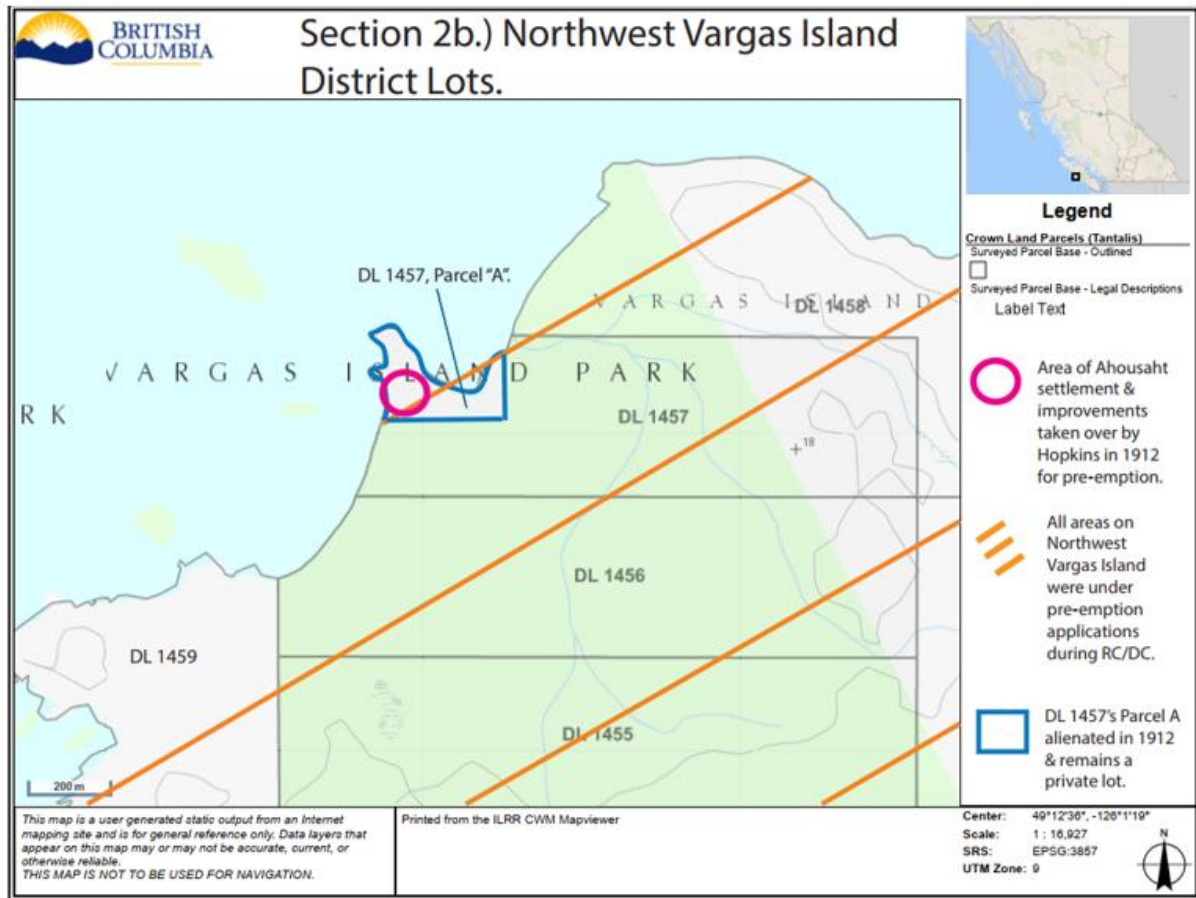 BRITISH
COLUMBIA
Section 2b.) Northwest Vargas Island
District Lots.
DL 1457, Parcel "A".
VARGAS ISLAND
DL 1458
VARGAS ISLAND PARK
RK
DL 1457
18
DL 1456
DL 1459
DL 1455
200 m
Legend
Crown Land Parcels (Tantalis)
Surveyed Parcel Base - Outlined
Surveyed Parcel Base - Legal Descriptions
Label Text
Area of Ahousaht
settlement &
improvements
taken over by
Hopkins in 1912
for pre-emption.
All areas on
Northwest
Vargas Island
were under
pre-emption
applications
during RC/DC.
DL 1457's Parcel A
alienated in 1912
& remains a
private lot.
This map is a user generated static output from an Internet
mapping site and is for general reference only. Data layers that
appear on this map may or may not be accurate, current, or
otherwise reliable.
THIS MAP IS NOT TO BE USED FOR NAVIGATION.
Printed from the ILRR CWM Mapviewer
Center: 49°12'36", -126°1'19"
Scale: 1 : 16,927
SRS: EPSG:3857
UTM Zone: 9
N